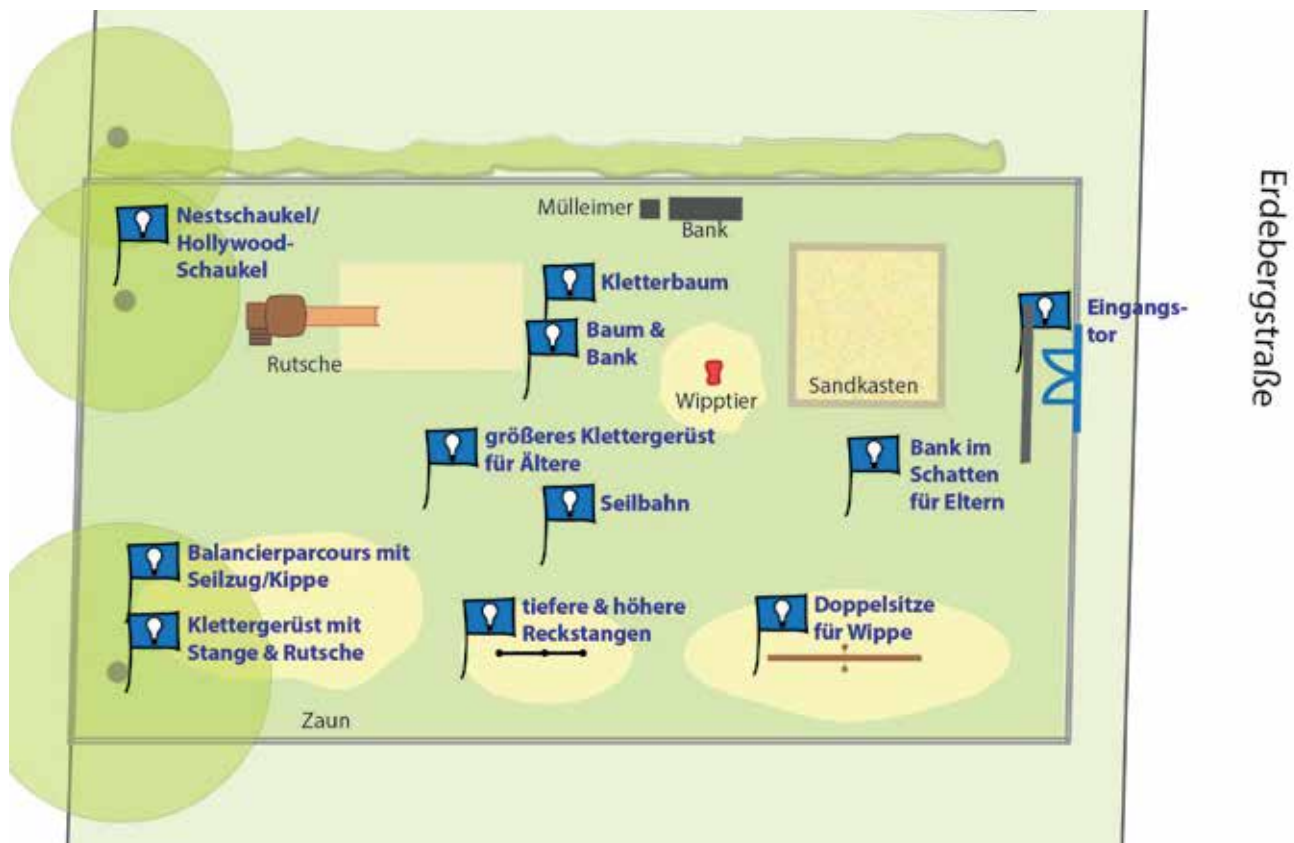 Nestschaukel/
Hollywood-
Schaukel
Mülleimer
Bank
Kletterbaum
Baum &
Bank
Rutsche
Wipptier
Sandkasten
Eingangs-
tor
Erdebergstraße
größeres Klettergerüst
für Ältere
Seilbahn
Bank im
Schatten
für Eltern
Balancierparcours mit
Seilzug/Kippe
Klettergerüst mit
Stange & Rutsche
tiefere & höhere
Reckstangen
Doppelsitze
für Wippe
Zaun